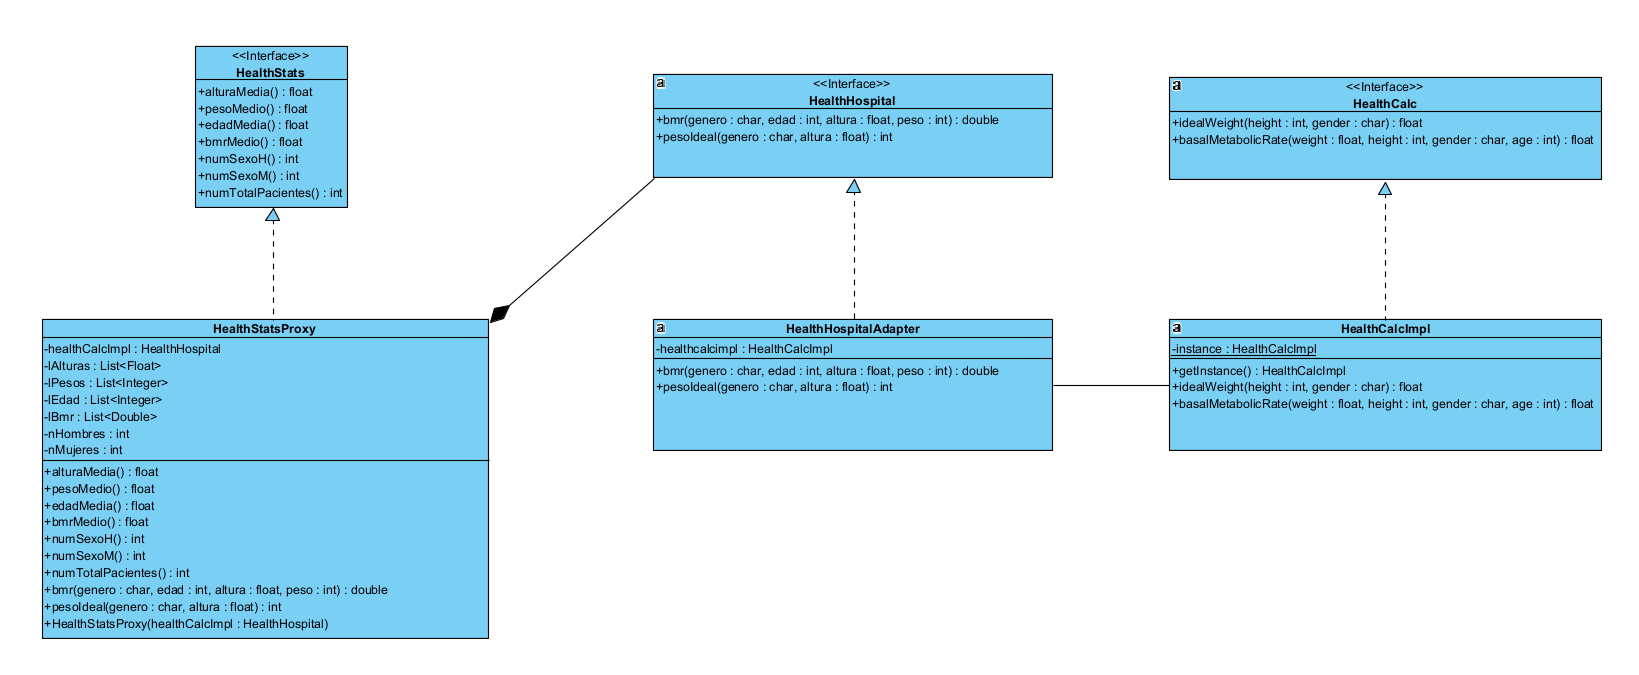 <<Interface>>
HealthStats
+alturaMedia() : float
+pesoMedio() : float
+edadMedia() : float
+bmrMedio() : float
+numSexoH() : int
+numSexoM() : int
+numTotalPacientes() : int
a
<<Interface>>
HealthHospital
+bmr(genero : char, edad : int, altura : float, peso : int) : double
+pesoIdeal(genero : char, altura : float) : int
a
<<Interface>>
HealthCalc
+idealWeight(height : int, gender : char) : float
+basalMetabolicRate(weight : float, height : int, gender : char, age : int) : float
HealthStatsProxy
-healthCalcImpl : HealthHospital
-lAlturas : List<Float>
-lPesos : List<Integer>
-lEdad : List<Integer>
-lBmr : List<Double>
-nHombres : int
-nMujeres : int
+alturaMedia() : float
+pesoMedio() : float
+edadMedia() : float
+bmrMedio() : float
+numSexoH() : int
+numSexoM() : int
+numTotalPacientes() : int
+bmr(genero : char, edad : int, altura : float, peso : int) : double
+pesoIdeal(genero : char, altura : float) : int
+HealthStatsProxy(healthCalcImpl : HealthHospital)
a
HealthHospitalAdapter
-healthcalcimpl : HealthCalcImpl
+bmr(genero : char, edad : int, altura : float, peso : int) : double
+pesoIdeal(genero : char, altura : float) : int
a
HealthCalcImpl
-instance : HealthCalcImpl
+getInstance() : HealthCalcImpl
+idealWeight(height : int, gender : char) : float
+basalMetabolicRate(weight : float, height : int, gender : char, age : int) : float